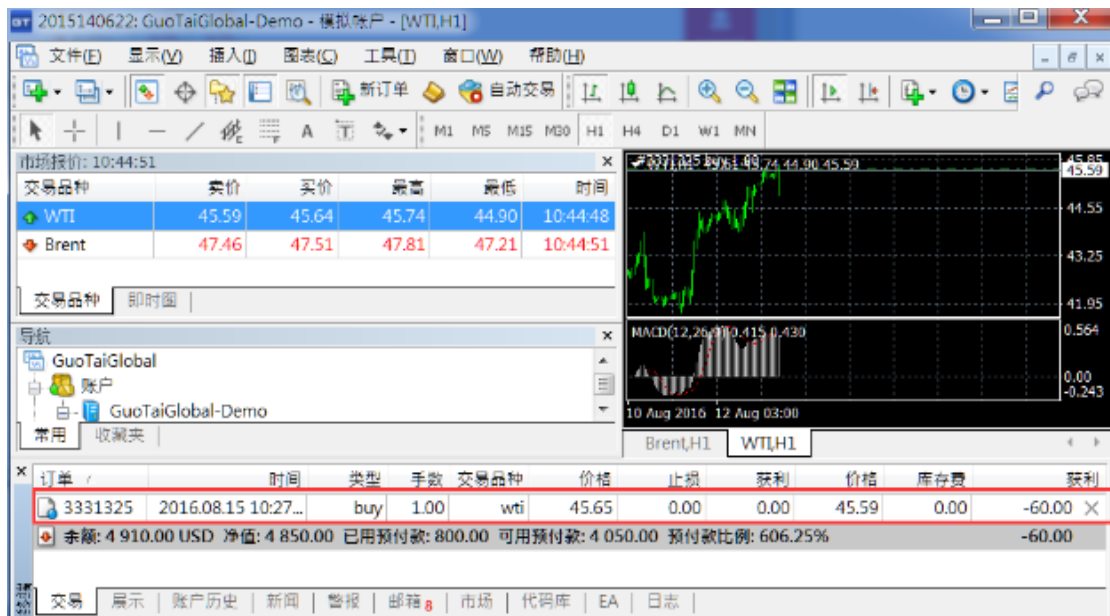 2015140622: GuoTaiGlobal-Demo - 模拟账户 - [WTI,H1]
文件(F) 显示(V) 插入(I) 图表(C) 工具(T) 窗口(W) 帮助(H)
新订单 自动交易
A T M1 M5 M15 M30 H1 H4 D1 W1 MN
市场报价: 10:44:51
交易品种 卖价 买价 最高 最低 时间
WTI 45.59 45.64 45.74 44.90 10:44:48
Brent 47.46 47.51 47.81 47.21 10:44:51
交易品种 即时图
45.74 44.90 45.59
45.85
45.59
44.55
43.25
41.95
MACD(12,26,9) 0.415 0.430
0.564
0.00
-0.243
10 Aug 2016 12 Aug 03:00
Brent,H1 WTI,H1
导航
GuoTaiGlobal
账户
GuoTaiGlobal-Demo
常用 收藏夹
订单 时间 类型 手数 交易品种 价格 止损 获利 价格 库存费 获利
3331325 2016.08.15 10:27... buy 1.00 wti 45.65 0.00 0.00 45.59 0.00 -60.00
余额: 4 910.00 USD 净值: 4 850.00 已用预付款: 800.00 可用预付款: 4 050.00 预付款比例: 606.25% -60.00
交易 展示 账户历史 新闻 警报 邮箱 8 市场 代码库 EA 日志